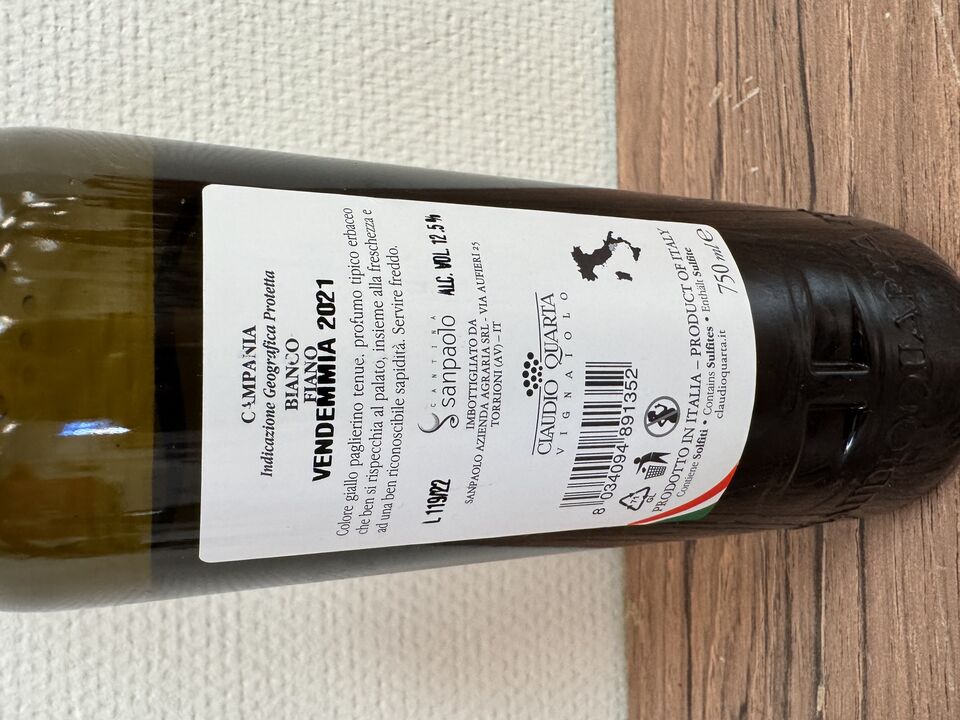 CAMPANIA
Indicazione Geografica Protetta
BIANCO
FIANO
VENDEMMIA 2021
Colore giallo paglierino tenue, profumo tipico erbaceo
che ben si rispecchia al palato, insieme alla freschezza e
ad una ben riconoscibile sapidità. Servire freddo.
L 119/22
CANTINA
sanpaolo
ALC. VOL 12.5%
IMBOTTIGLIATO DA
SANPAOLO AZIENDA AGRARIA SRL - VIA AUFIERI 25
TORRIONI (AV) – IT
CLAUDIO QUARTA
VIGNAIOLO
8 034094 891352
71
GL
PRODOTTO IN ITALIA – PRODUCT OF ITALY
Contiene Solfiti • Contains Sulfites • Enthält Sulfite
claudioquarta.it
750 ml e